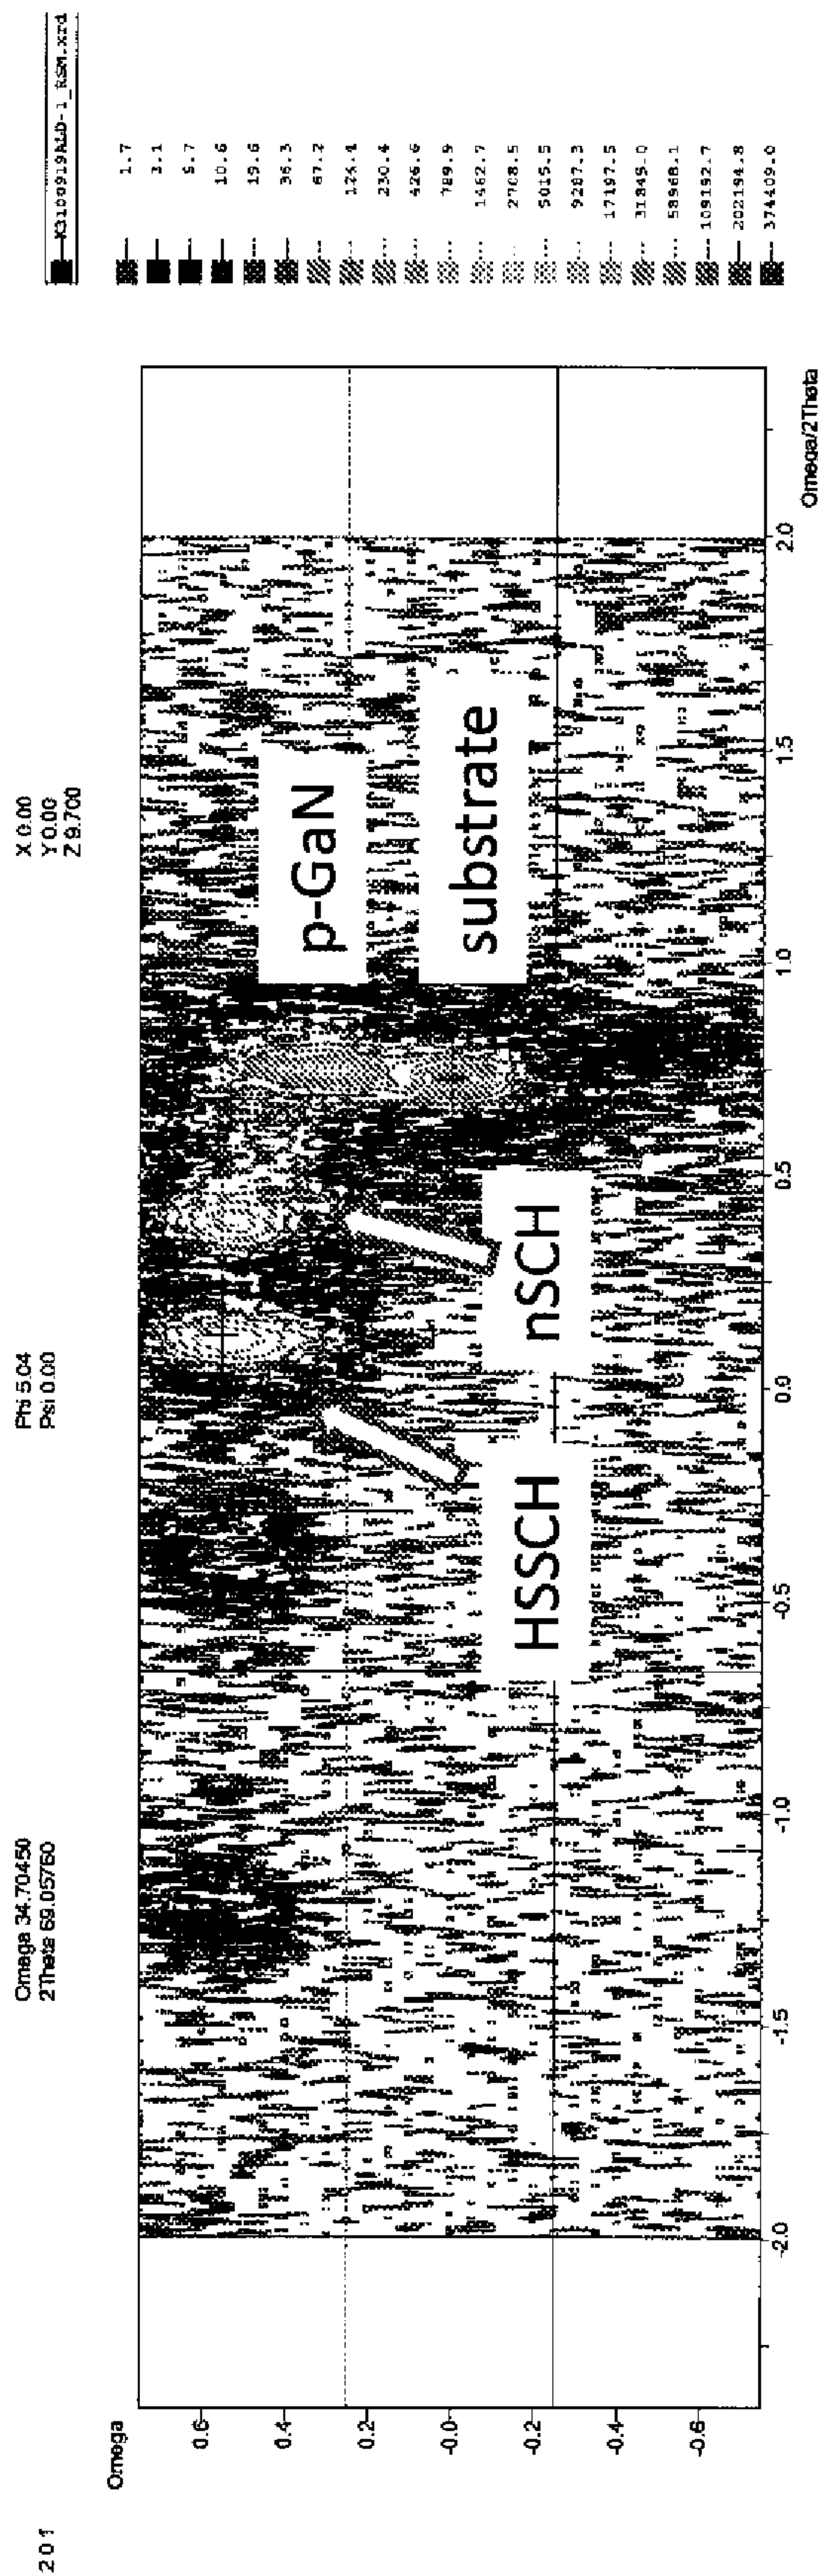 201
Omega 34.70450
2Theta 69.05760
Phi 5.04
Psi 0.00
X 0.00
Y 0.00
Z 9.700
K3100919ALD-1_RSM.xrd
1.7
3.1
5.7
10.6
19.6
36.3
67.2
124.4
230.4
426.6
789.9
1462.7
2708.5
5015.5
9287.3
17197.5
31845.0
58968.1
109192.7
202194.8
374409.0
Omega
0.6
0.4
0.2
-0.0
-0.2
-0.4
-0.6
p-GaN
substrate
HSSCH
nSCH
-2.0
-1.5
-1.0
-0.5
0.0
0.5
1.0
1.5
2.0
Omega/2Theta